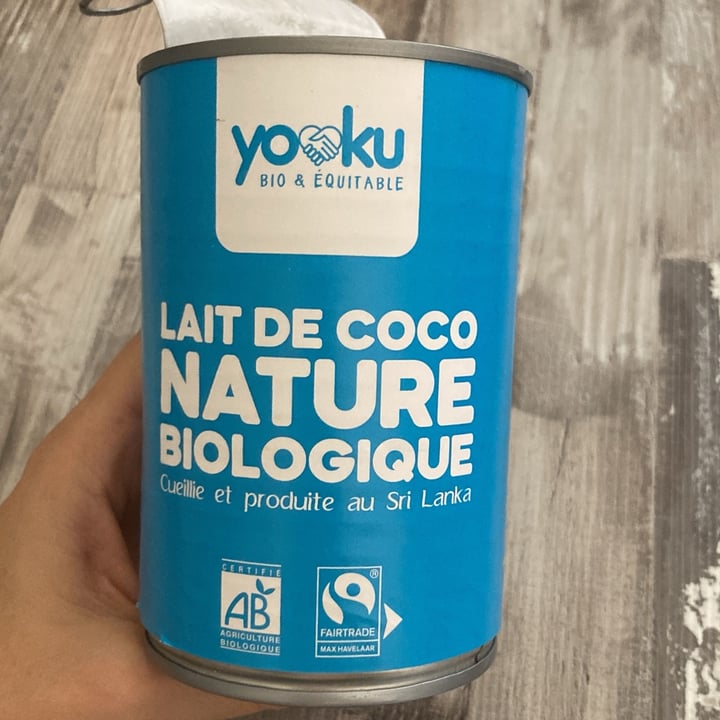 yoku
BIO & ÉQUITABLE
LAIT DE COCO
NATURE
BIOLOGIQUE
Cueillie et produite au Sri Lanka
CERTIFIÉ
AB
AGRICULTURE
BIOLOGIQUE
®
FAIRTRADE
MAX HAVELAAR